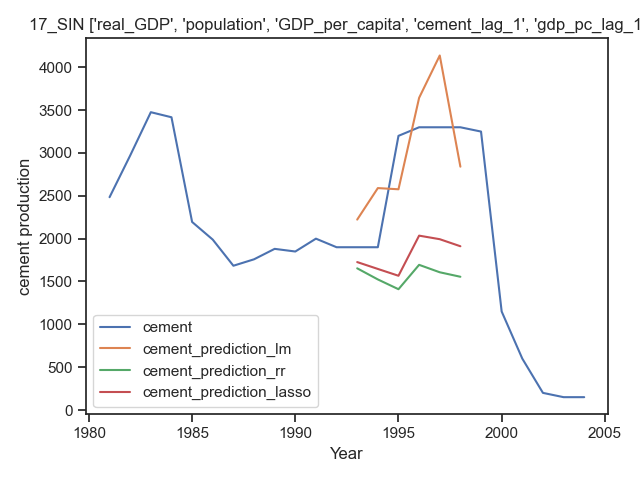 17_SIN ['real_GDP', 'population', 'GDP_per_capita', 'cement_lag_1', 'gdp_pc_lag_1
cement production
4000
3500
3000
2500
2000
1500
1000
500
0
cement
cement_prediction_lm
cement_prediction_rr
cement_prediction_lasso
1980 1985 1990 1995 2000 2005
Year